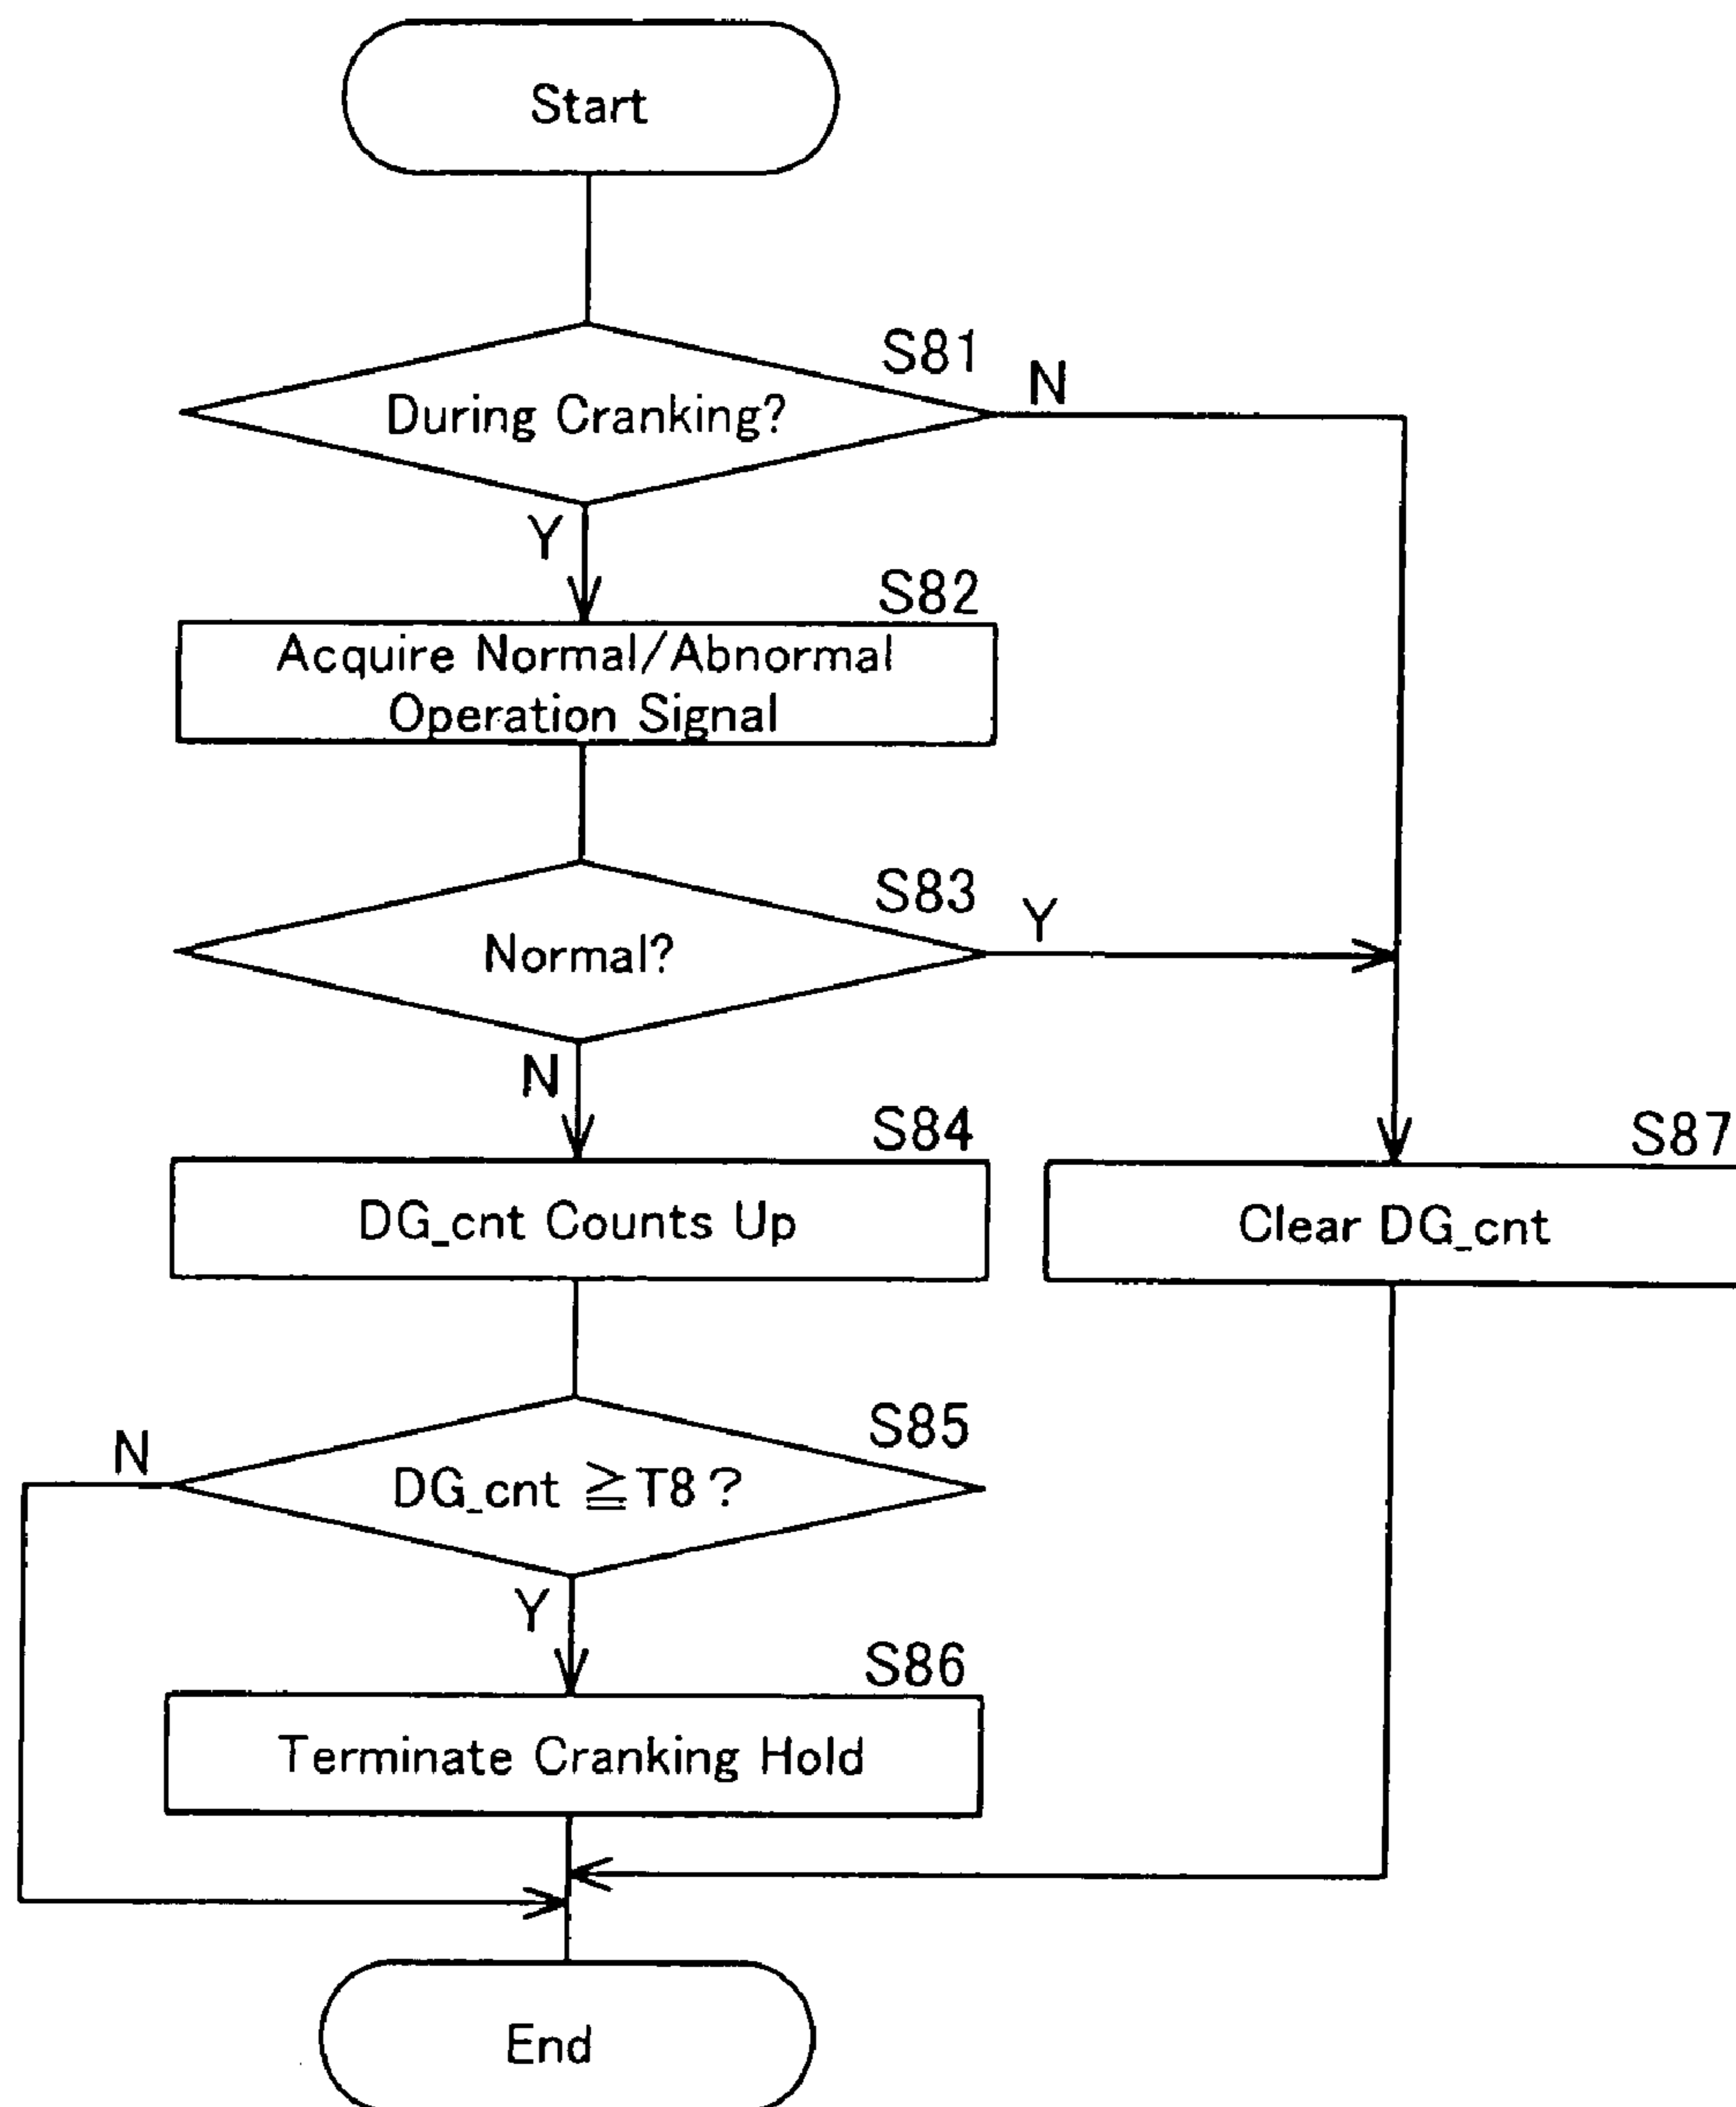 Start
S81
During Cranking?
N
Y
S82
Acquire Normal/Abnormal
Operation Signal
S83
Normal?
Y
N
S84
DG_cnt Counts Up
S87
Clear DG_cnt
S85
N
DG_cnt ≧T8?
Y
S86
Terminate Cranking Hold
End